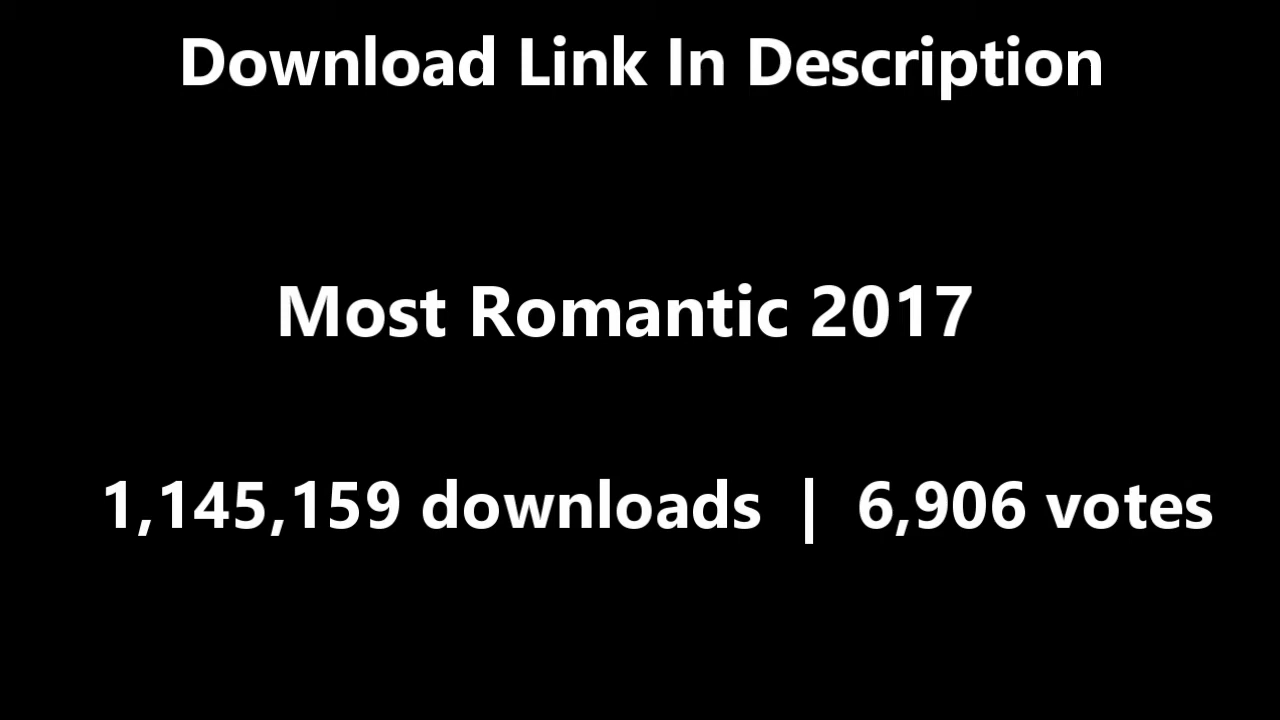 Download Link In Description
Most Romantic 2017
1,145,159 downloads | 6,906 votes